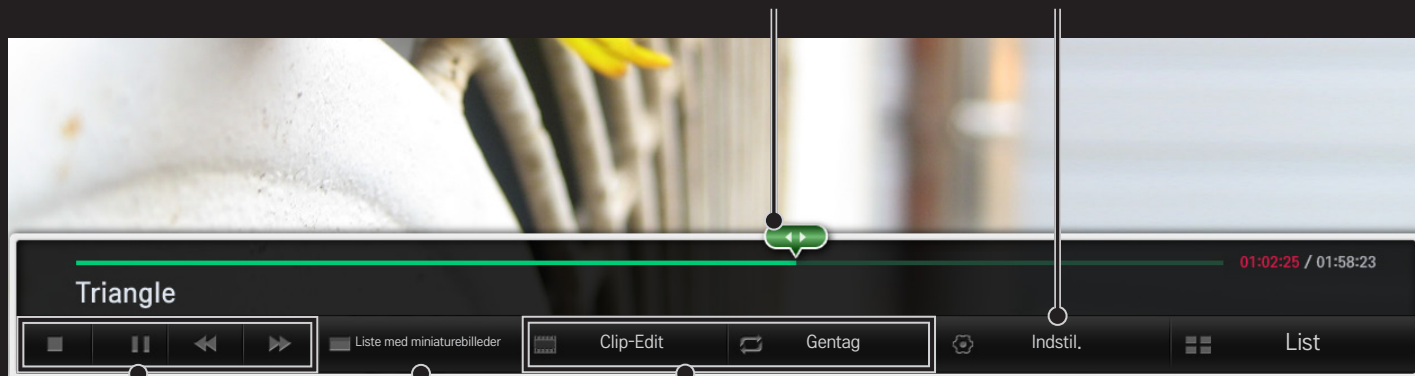 01:02:25 / 01:58:23
Triangle
Liste med miniaturebilleder Clip-Edit Gentag Indstil. List